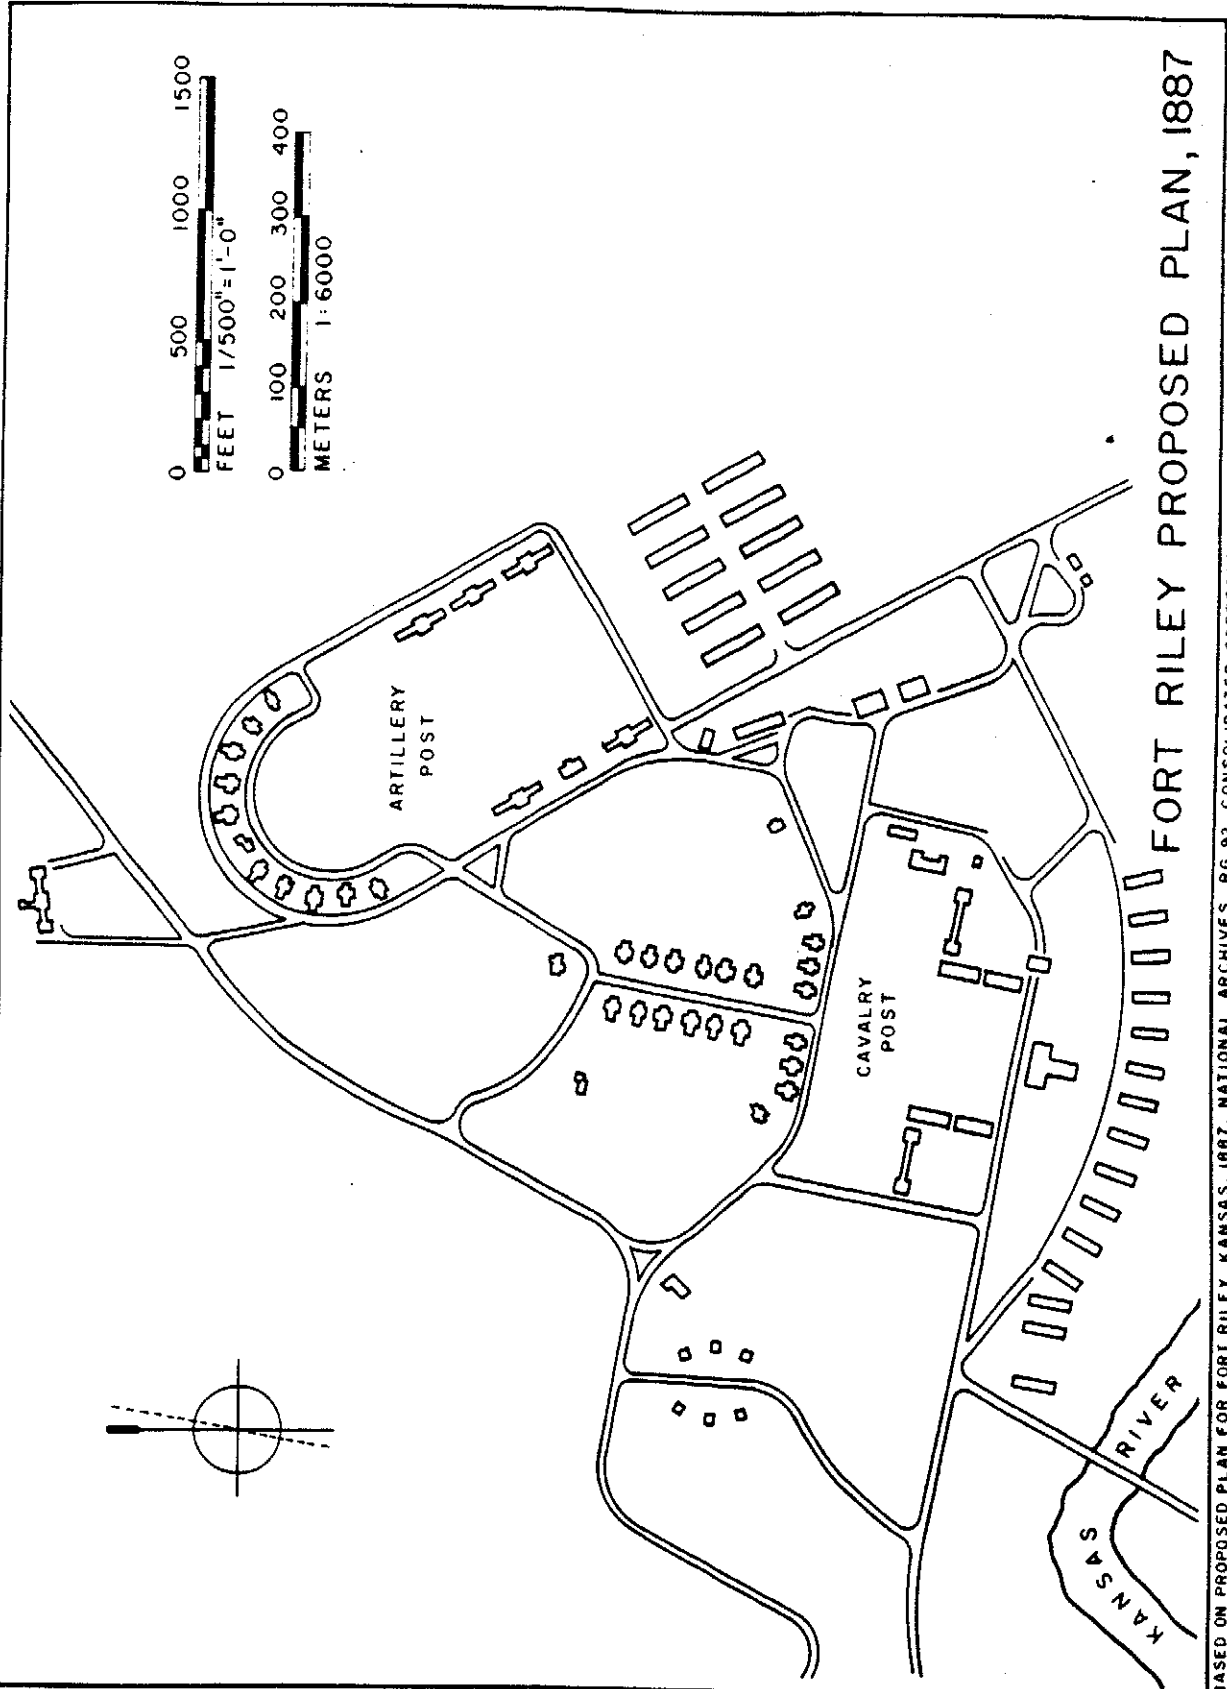 0 500 1000 1500
FEET 1/500"=1'-0"
0 100 200 300 400
METERS 1:6000
ARTILLERY
POST
CAVALRY
POST
KANSAS RIVER
FORT RILEY PROPOSED PLAN, 1887
BASED ON PROPOSED PLAN FOR FORT RILEY, KANSAS, 1887, NATIONAL ARCHIVES, RG 92